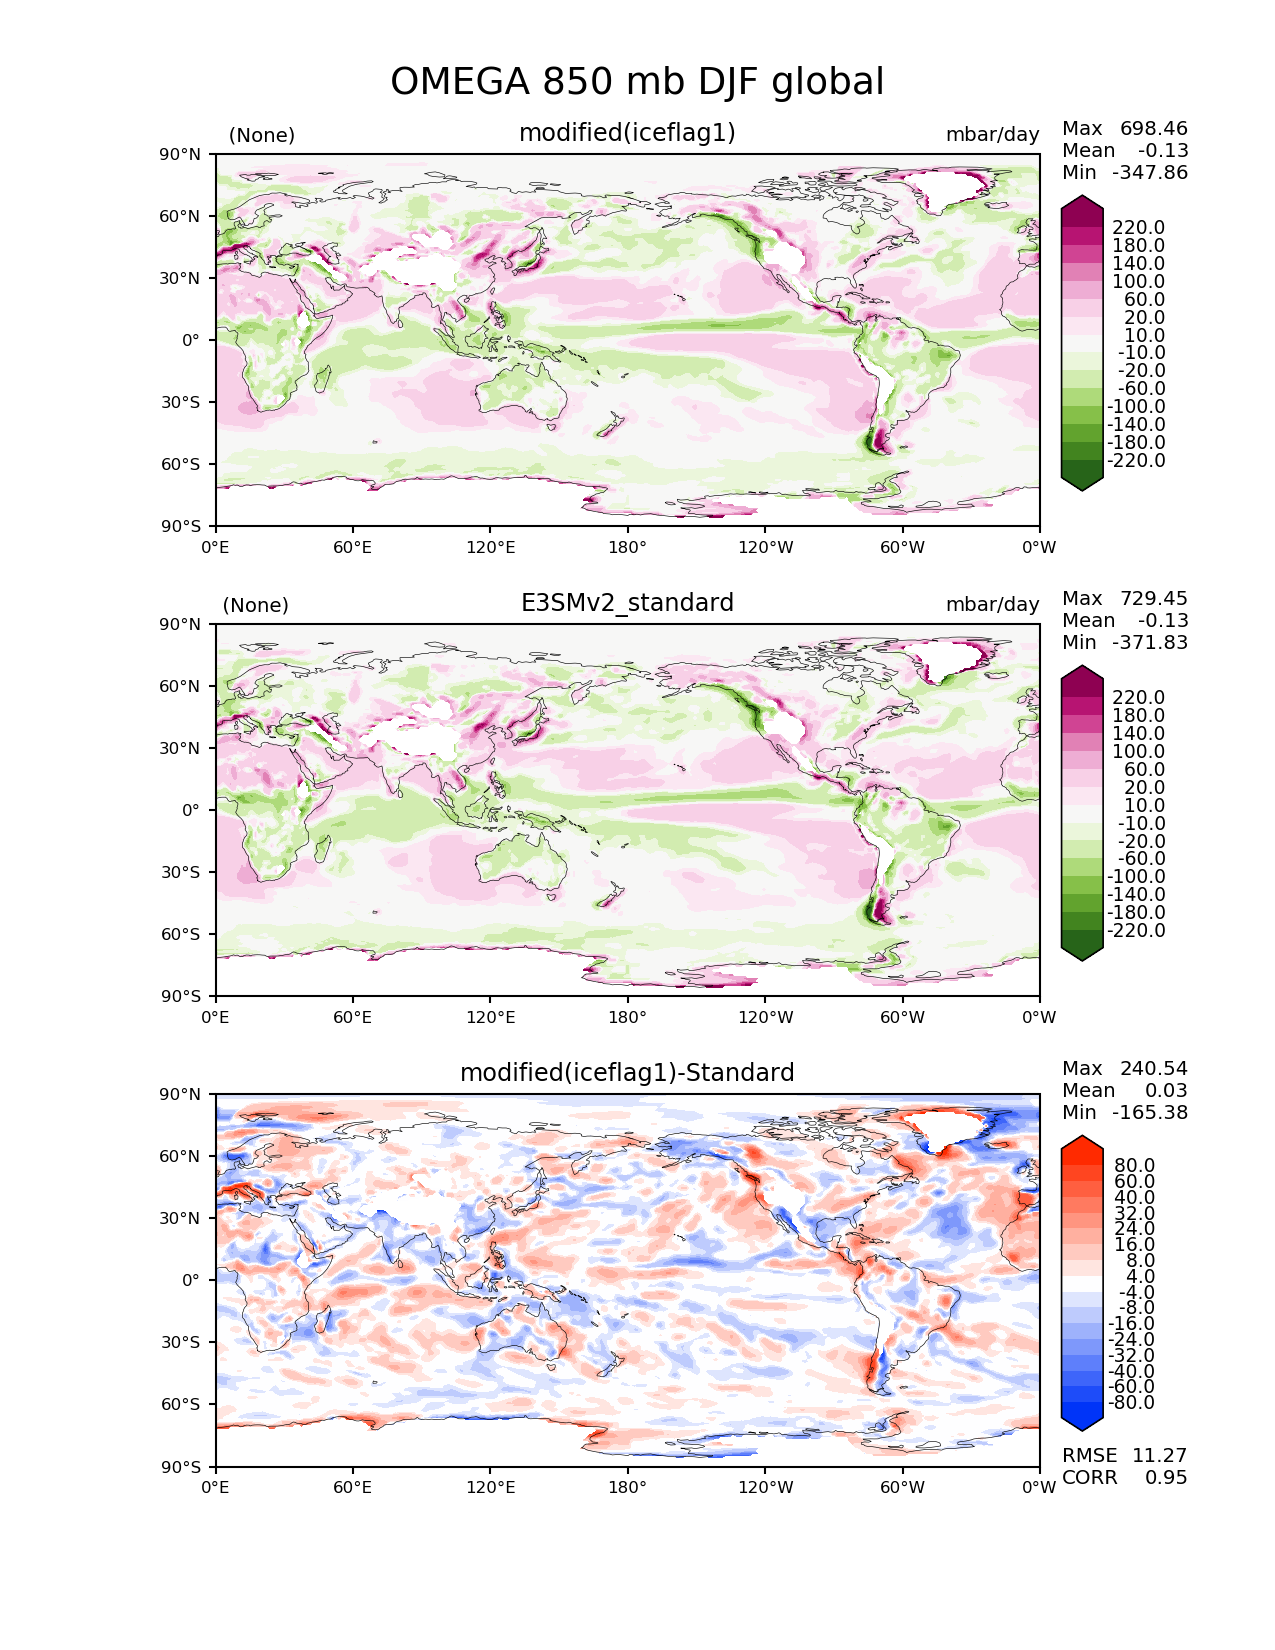 OMEGA 850 mb DJF global
(None) modified(iceflag1) mbar/day
Max 698.46
Mean -0.13
Min -347.86
90°N
60°N
30°N
0°
30°S
60°S
90°S
0°E 60°E 120°E 180° 120°W 60°W 0°W
220.0
180.0
140.0
100.0
60.0
20.0
10.0
-10.0
-20.0
-60.0
-100.0
-140.0
-180.0
-220.0
(None) E3SMv2_standard mbar/day
Max 729.45
Mean -0.13
Min -371.83
90°N
60°N
30°N
0°
30°S
60°S
90°S
0°E 60°E 120°E 180° 120°W 60°W 0°W
220.0
180.0
140.0
100.0
60.0
20.0
10.0
-10.0
-20.0
-60.0
-100.0
-140.0
-180.0
-220.0
modified(iceflag1)-Standard
Max 240.54
Mean 0.03
Min -165.38
90°N
60°N
30°N
0°
30°S
60°S
90°S
0°E 60°E 120°E 180° 120°W 60°W 0°W
80.0
60.0
40.0
32.0
24.0
16.0
8.0
4.0
-4.0
-8.0
-16.0
-24.0
-32.0
-40.0
-60.0
-80.0
RMSE 11.27
CORR 0.95